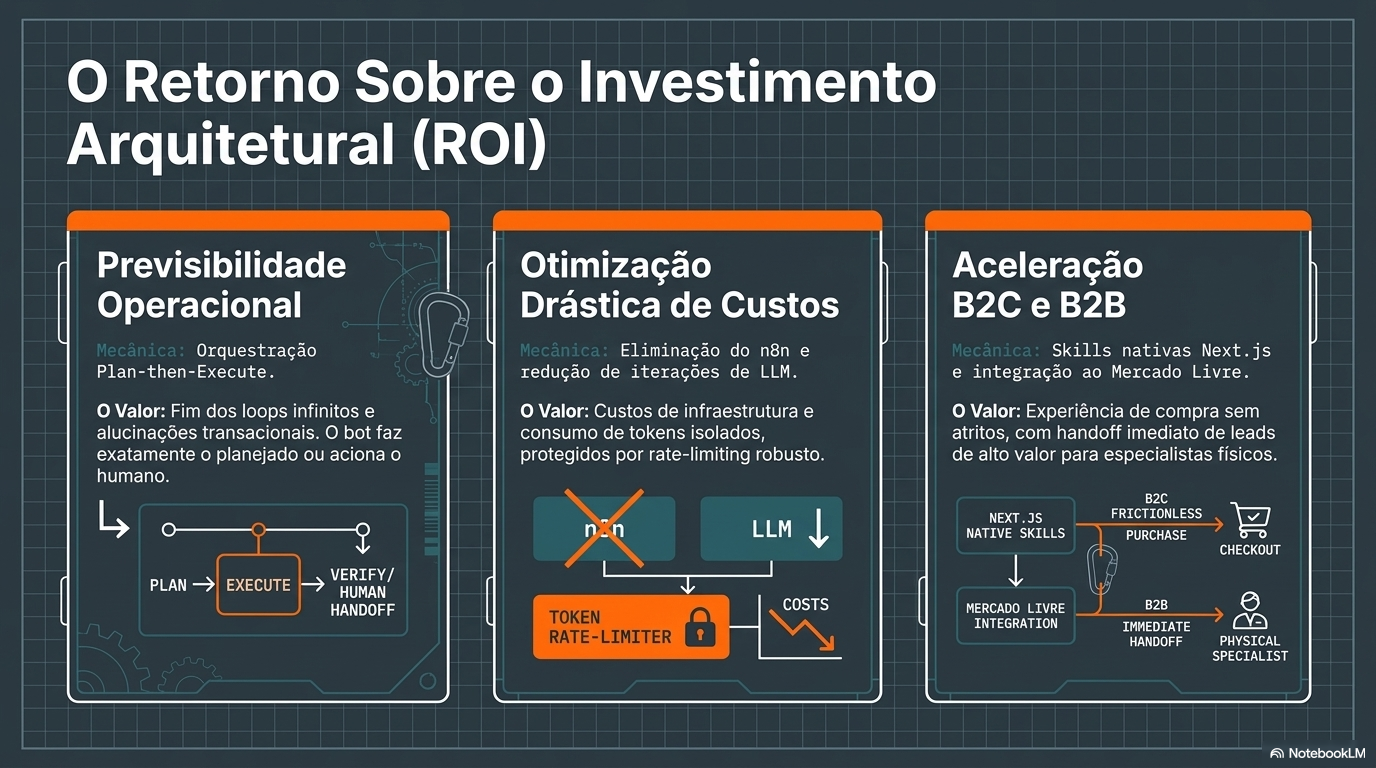 O Retorno Sobre o Investimento
Arquitetural (ROI)
Previsibilidade
Operacional
Mecânica: Orquestração
Plan-then-Execute.
O Valor: Fim dos loops infinitos e
alucinações transacionais. O bot faz
exatamente o planejado ou aciona o
humano.
PLAN
EXECUTE
VERIFY/
HUMAN
HANDOFF
Otimização
Drástica de Custos
Mecânica: Eliminação do n8n e
redução de iterações de LLM.
O Valor: Custos de infraestrutura e
consumo de tokens isolados,
protegidos por rate-limiting robusto.
n8n
LLM
TOKEN
RATE-LIMITER
COSTS
Aceleração
B2C e B2B
Mecânica: Skills nativas Next.js
e integração ao Mercado Livre.
O Valor: Experiência de compra sem
atritos, com handoff imediato de leads
de alto valor para especialistas físicos.
NEXT.JS
NATIVE SKILLS
B2C
FRICTIONLESS
PURCHASE
CHECKOUT
MERCADO LIVRE
INTEGRATION
B2B
IMMEDIATE
HANDOFF
PHYSICAL
SPECIALIST
NotebookLM